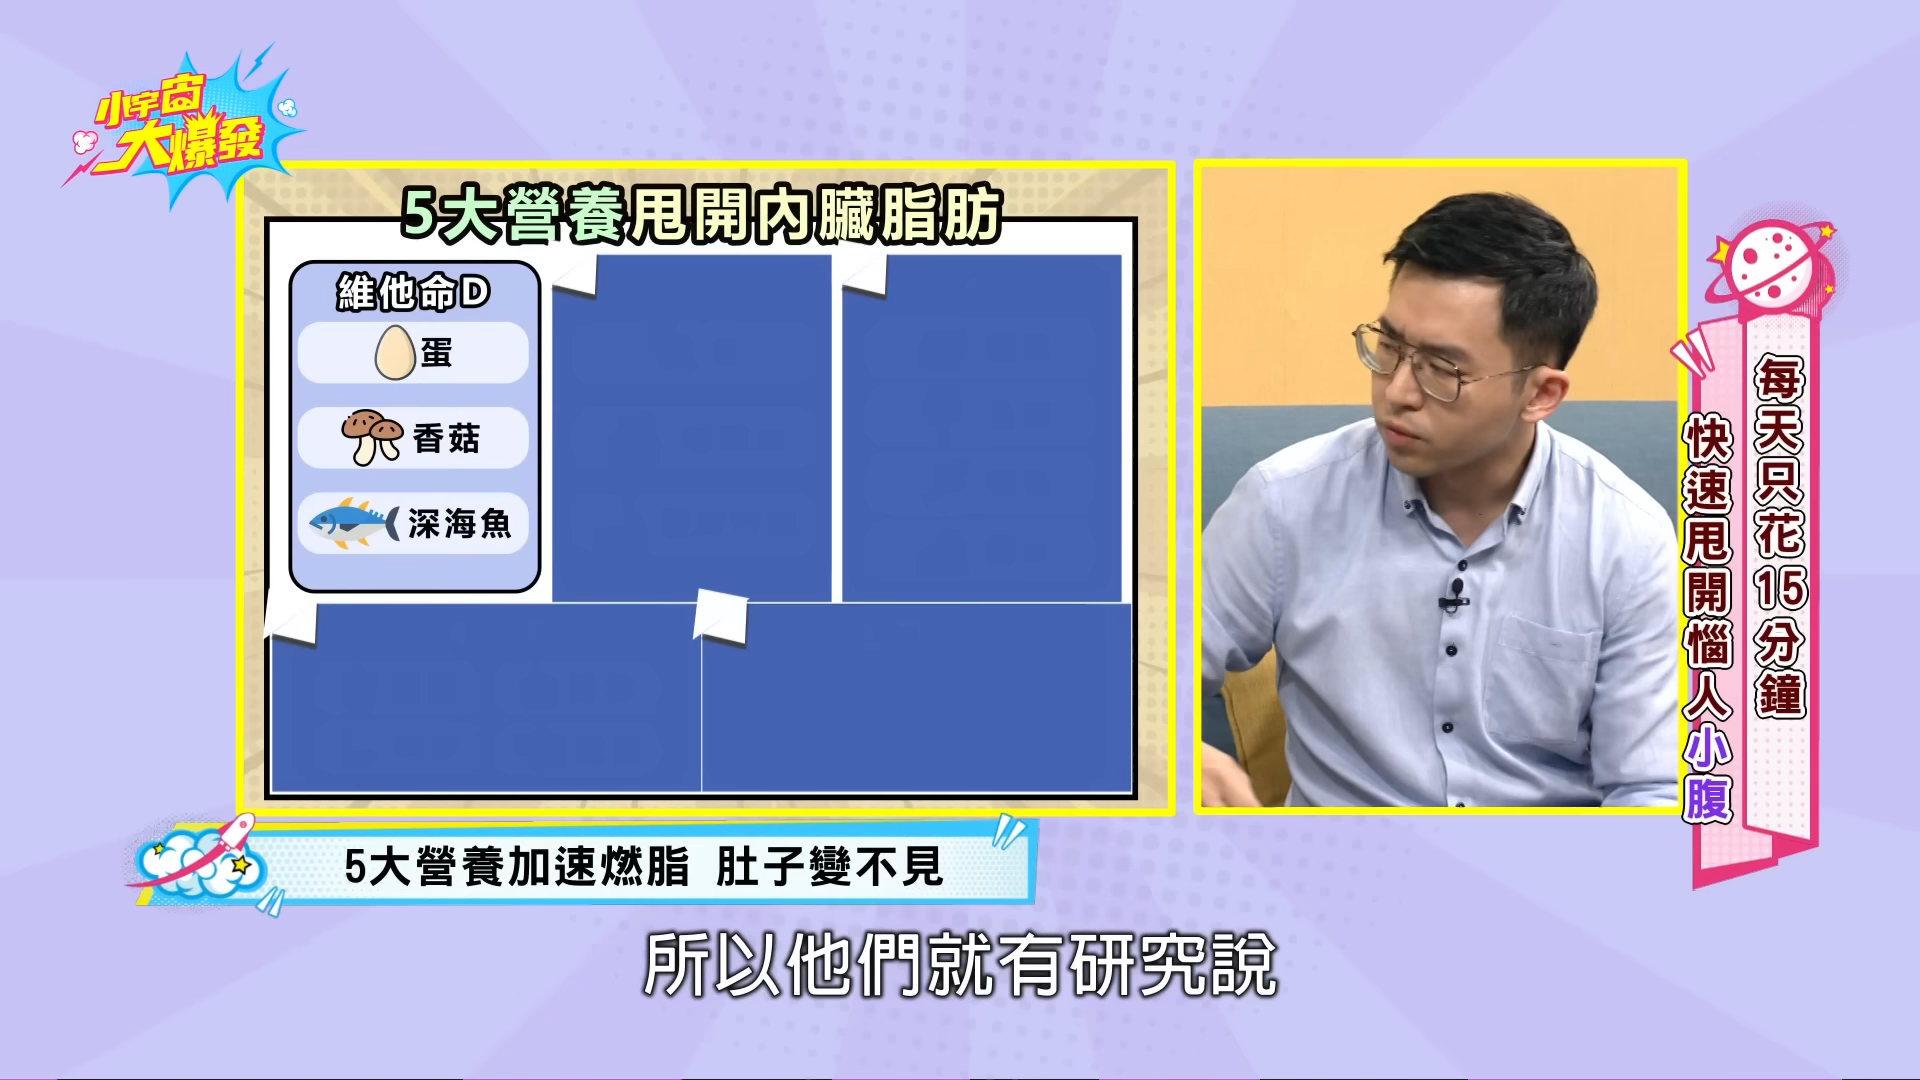 小宇宙
大爆發
5大營養甩開內臟脂肪
維他命D
蛋
香菇
深海魚
每天只花15分鐘
快速甩開惱人小腹
5大營養加速燃脂 肚子變不見
所以他們就有研究說